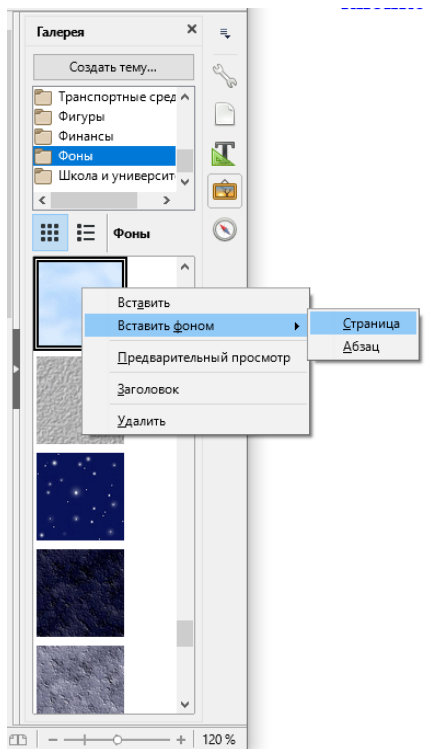 Галерея
Создать тему...
Транспортные сред
Фигуры
Финансы
Фоны
Школа и университ
Фоны
Вставить
Вставить фоном
Страница
Абзац
Предварительный просмотр
Заголовок
Удалить
120 %